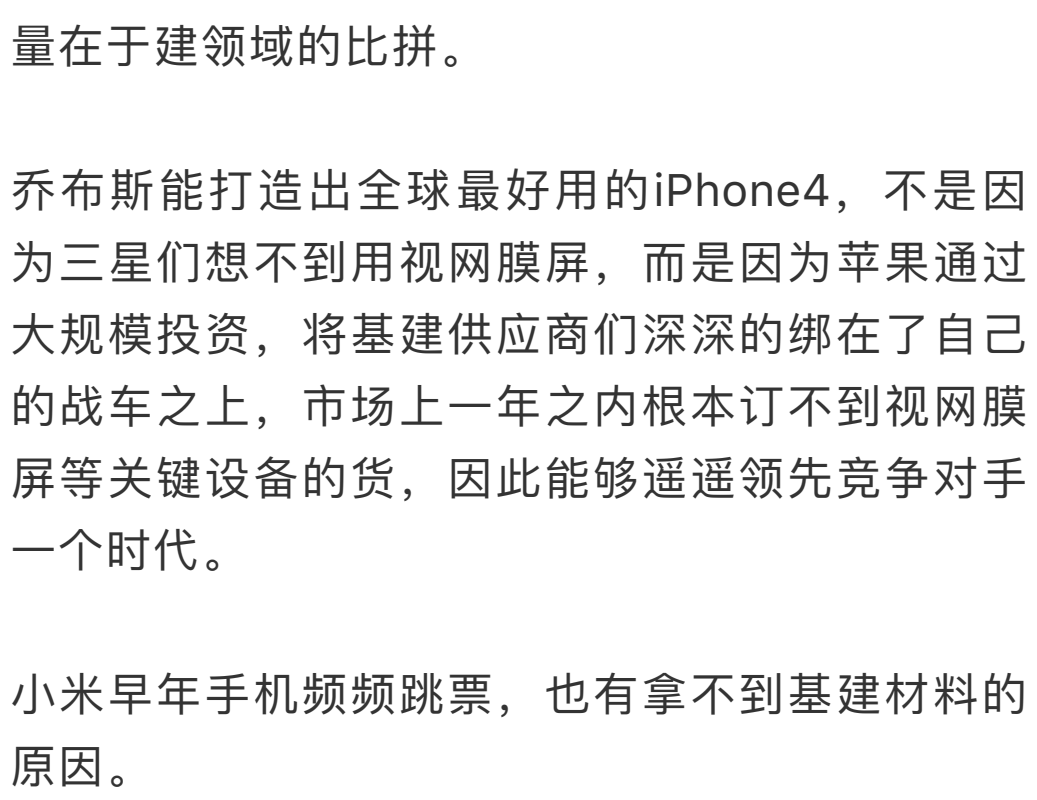 量在于建领域的比拼。
乔布斯能打造出全球最好用的iPhone4，不是因
为三星们想不到用视网膜屏，而是因为苹果通过
大规模投资，将基建供应商们深深的绑在了自己
的战车之上，市场上一年之内根本订不到视网膜
屏等关键设备的货，因此能够遥遥领先竞争对手
一个时代。
小米早年手机频频跳票，也有拿不到基建材料的
原因。